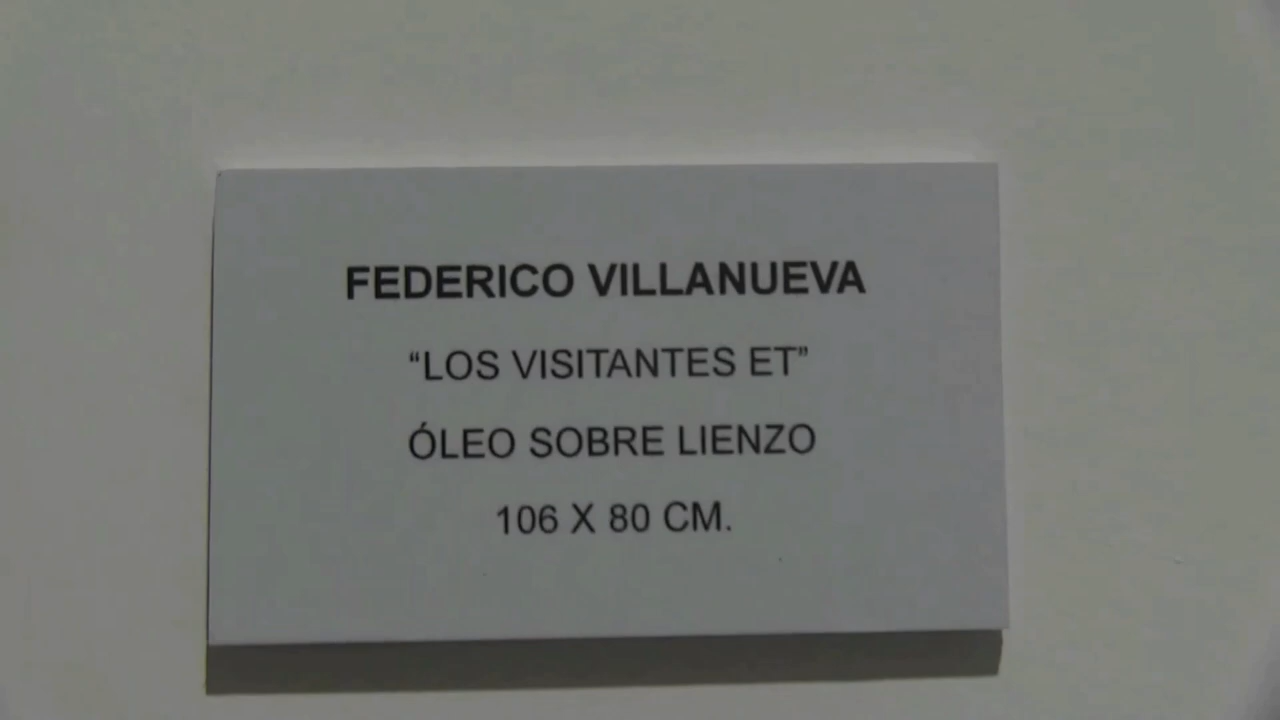 FEDERICO VILLANUEVA
“LOS VISITANTES ET”
ÓLEO SOBRE LIENZO
106 X 80 CM.